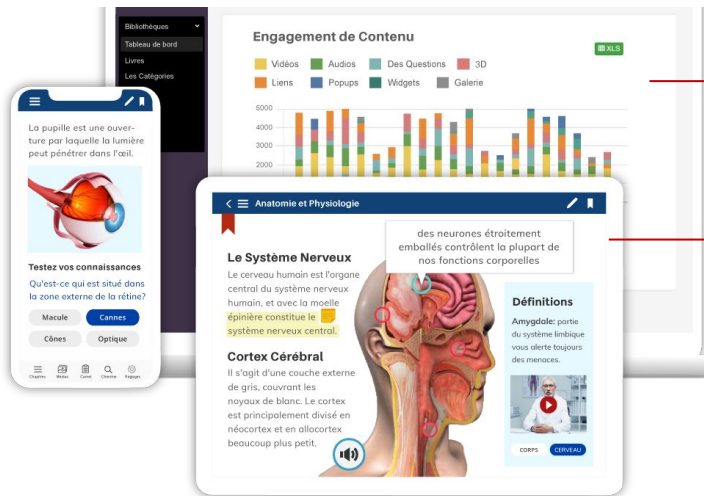 Bibliothèques
Tableau de bord
Livres
Les Catégories
Engagement de Contenu
XLS
Vidéos
Audios
Des Questions
3D
Liens
Popups
Widgets
Galerie
5000
4000
3000
2000
La pupille est une ouver-
ture par laquelle la lumière
peut pénétrer dans l'œil.
Testez vos connaissances
Qu'est-ce qui est situé dans
la zone externe de la rétine?
Macule
Cannes
Cônes
Optique
Chapitres
Médias
Carnet
Chercher
Réglages
Anatomie et Physiologie
des neurones étroitement
emballés contrôlent la plupart de
nos fonctions corporelles
Le Système Nerveux
Le cerveau humain est l'organe
central du système nerveux
humain, et avec la moelle
épinière constitue le
système nerveux central.
Cortex Cérébral
Il s'agit d'une couche externe
de gris, couvrant les
noyaux de blanc. Le cortex
est principalement divisé en
néocortex et en allocortex
beaucoup plus petit.
Définitions
Amygdale: partie
du système limbique
vous alerte toujours
des menaces.
CORPS
CERVEAU